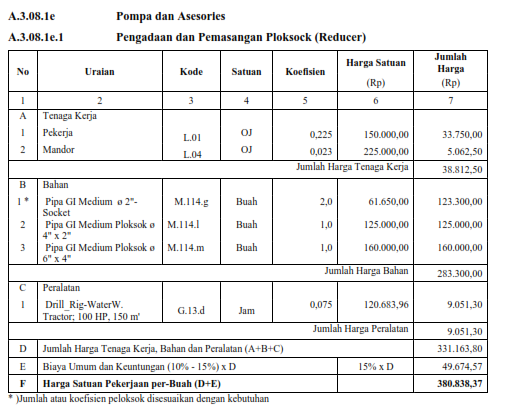 A.3.08.1e Pompa dan Asesories
A.3.08.1e.1 Pengadaan dan Pemasangan Ploksock (Reducer)
No Uraian Kode Satuan Koefisien Harga Satuan (Rp) Jumlah Harga (Rp)
1 2 3 4 5 6 7
A Tenaga Kerja
1 Pekerja L.01 OJ 0,225 150.000,00 33.750,00
2 Mandor L.04 OJ 0,023 225.000,00 5.062,50
Jumlah Harga Tenaga Kerja 38.812,50
B Bahan
1 * Pipa GI Medium ø 2"- M.114.g Buah 2,0 61.650,00 123.300,00
Socket
2 Pipa GI Medium Ploksok ø M.114.l Buah 1,0 125.000,00 125.000,00
4" x 2"
3 Pipa GI Medium Ploksok ø M.114.m Buah 1,0 160.000,00 160.000,00
6" x 4"
Jumlah Harga Bahan 283.300,00
C Peralatan
1 Drill_Rig-WaterW. G.13.d Jam 0,075 120.683,96 9.051,30
Tractor; 100 HP, 150 m'
Jumlah Harga Peralatan 9.051,30
D Jumlah Harga Tenaga Kerja, Bahan dan Peralatan (A+B+C) 331.163,80
E Biaya Umum dan Keuntungan (10% - 15%) x D 15% x D 49.674,57
F Harga Satuan Pekerjaan per-Buah (D+E) 380.838,37
* )Jumlah atau koefisien peloksok disesuaikan dengan kebutuhan